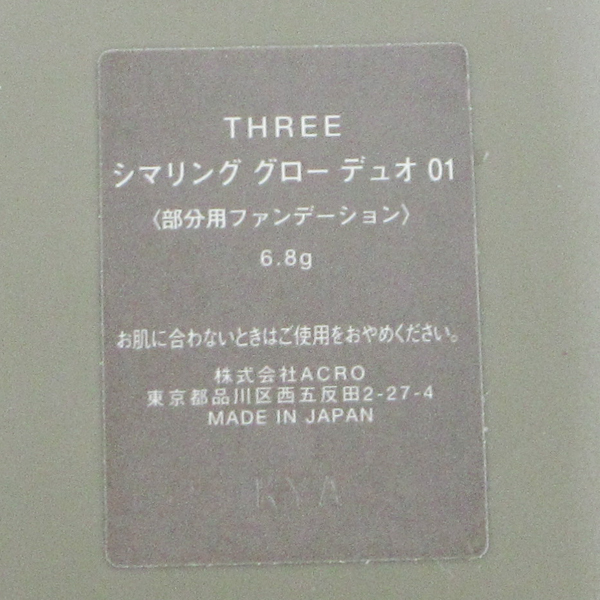 THREE
シマリング グロー デュオ 01
〈部分用ファンデーション〉
6.8g
お肌に合わないときはご使用をおやめください。
株式会社ACRO
東京都品川区西五反田2-27-4
MADE IN JAPAN
KYA